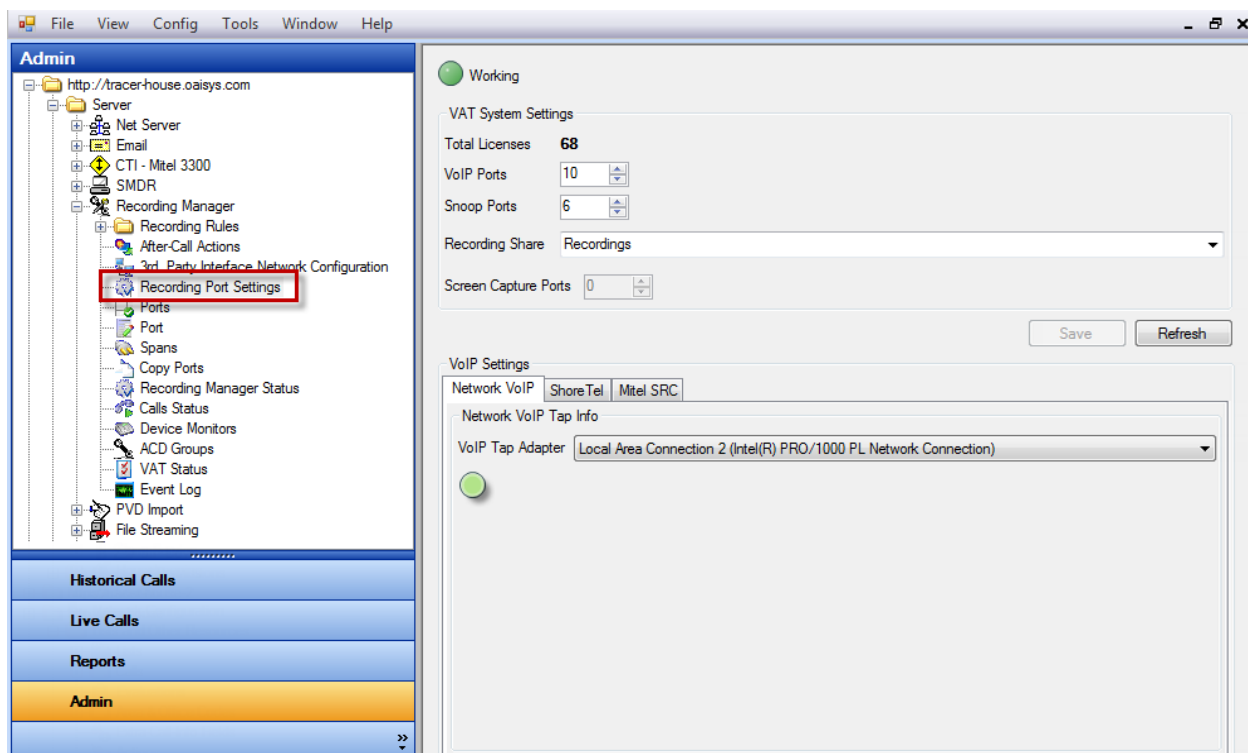 File View Config Tools Window Help
Admin
http://tracer-house.oaisys.com
Server
Net Server
Email
CTI - Mitel 3300
SMDR
Recording Manager
Recording Rules
After-Call Actions
3rd Party Interface Network Configuration
Recording Port Settings
Ports
Port
Spans
Copy Ports
Recording Manager Status
Calls Status
Device Monitors
ACD Groups
VAT Status
Event Log
PVD Import
File Streaming
Historical Calls
Live Calls
Reports
Admin
Working
VAT System Settings
Total Licenses 68
VoIP Ports 10
Snoop Ports 6
Recording Share Recordings
Screen Capture Ports 0
Save Refresh
VoIP Settings
Network VoIP ShoreTel Mitel SRC
Network VoIP Tap Info
VoIP Tap Adapter Local Area Connection 2 (Intel(R) PRO/1000 PL Network Connection)